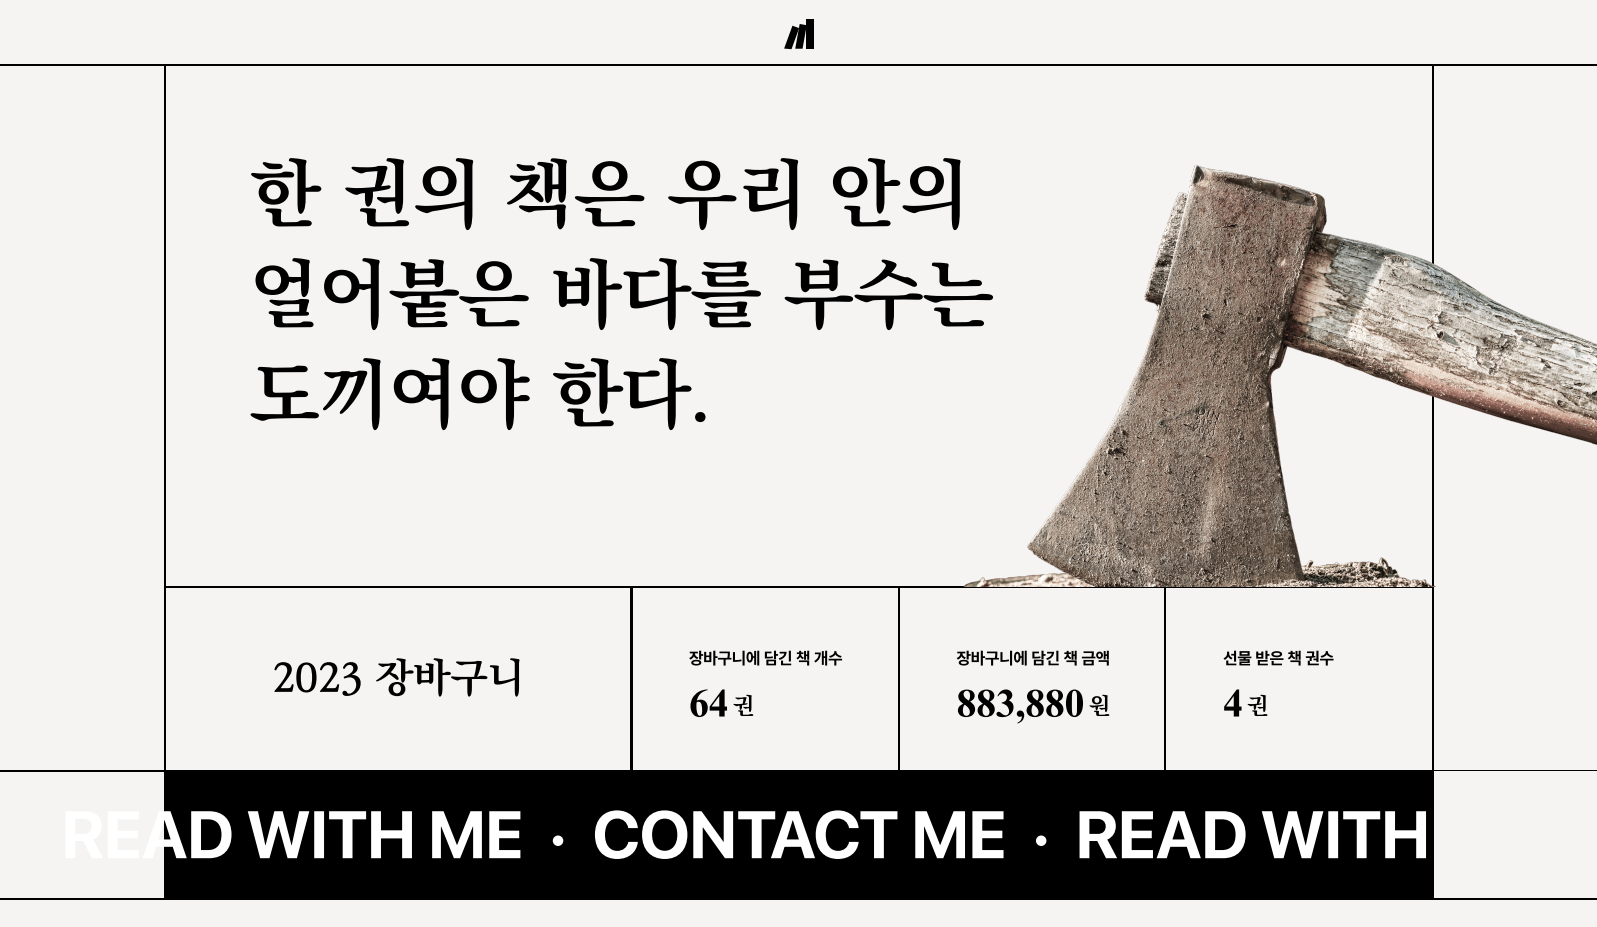 한 권의 책은 우리 안의
얼어붙은 바다를 부수는
도끼여야 한다.
2023 장바구니
장바구니에 담긴 책 개수
64 권
장바구니에 담긴 책 금액
883,880 원
선물 받은 책 권수
4 권
READ WITH ME · CONTACT ME · READ WITH